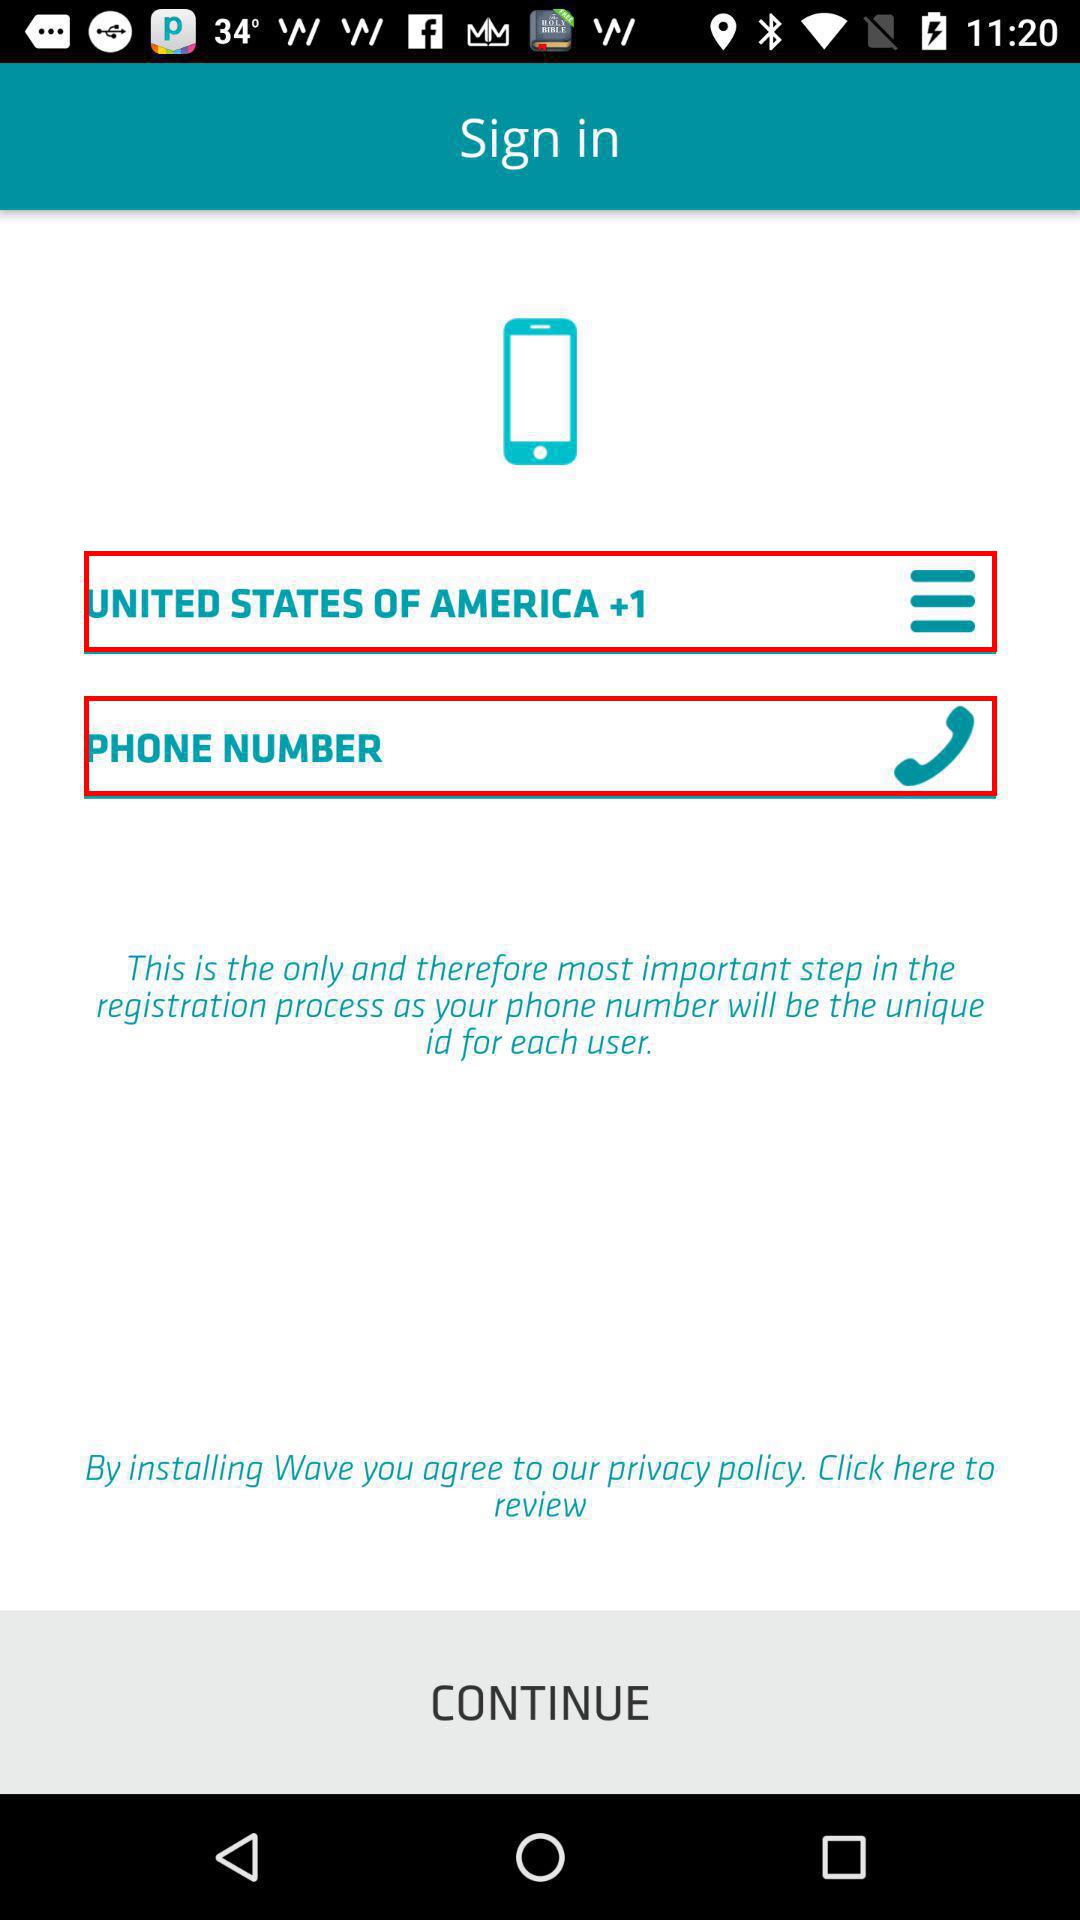 34° 11:20
Sign in
UNITED STATES OF AMERICA +1
PHONE NUMBER
This is the only and therefore most important step in the
registration process as your phone number will be the unique
id for each user.
By installing Wave you agree to our privacy policy. Click here to
review
CONTINUE